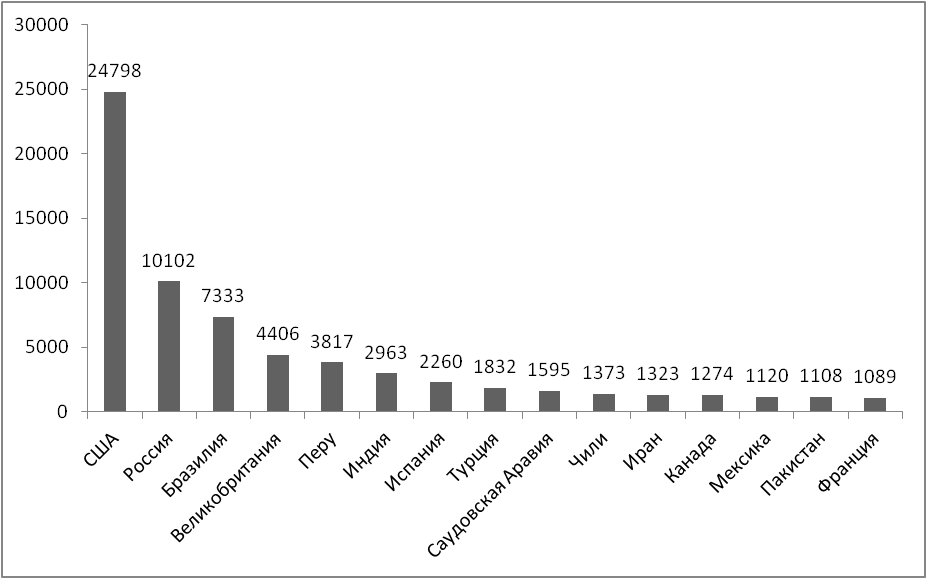 30000
25000
20000
15000
10000
5000
0
24798
10102
7333
4406
3817
2963
2260
1832
1595
1373
1323
1274
1120
1108
1089
США
Россия
Бразилия
Великобритания
Перу
Индия
Испания
Турция
Саудовская Аравия
Чили
Иран
Канада
Мексика
Пакистан
Франция